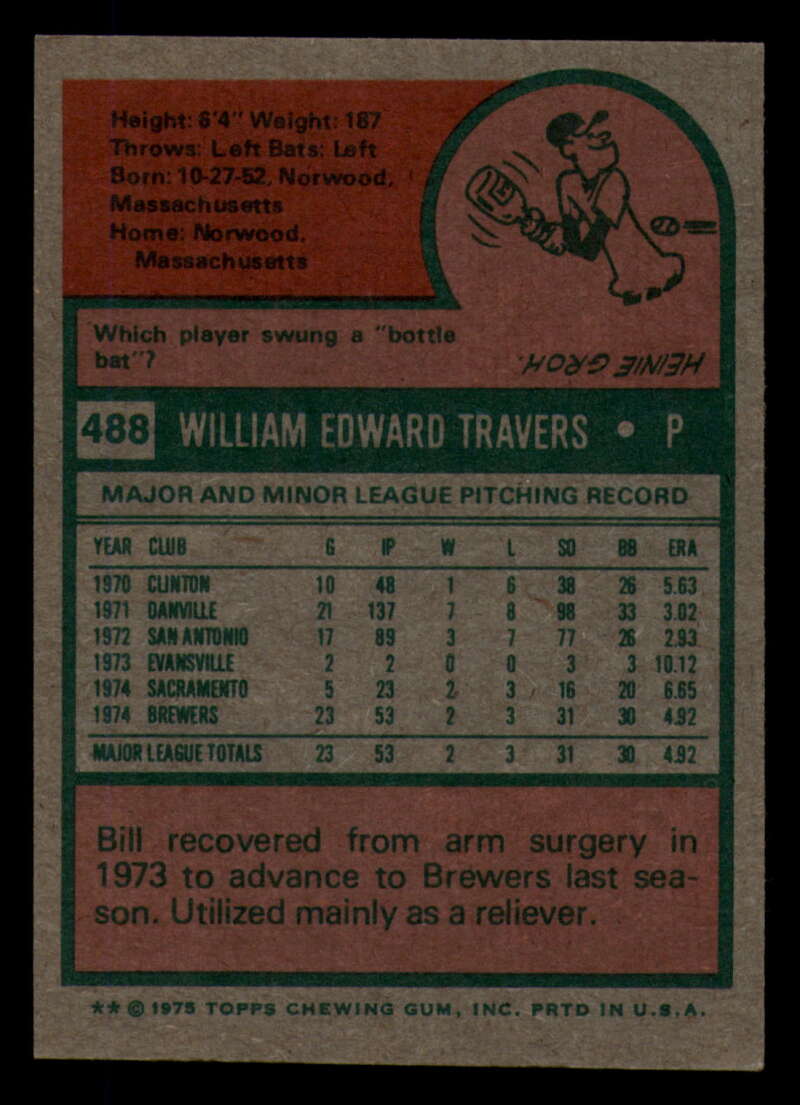 Height: 6'4" Weight: 187
Throws: Left Bats: Left
Born: 10-27-52, Norwood,
Massachusetts
Home: Norwood,
Massachusetts
Which player swung a "bottle
bat"?
HEINIE GROH.
488 WILLIAM EDWARD TRAVERS • P
MAJOR AND MINOR LEAGUE PITCHING RECORD
YEAR CLUB G IP W L SO BB ERA
1970 CLINTON 10 48 1 6 38 26 5.63
1971 DANVILLE 21 137 7 8 98 33 3.02
1972 SAN ANTONIO 17 89 3 7 77 26 2.93
1973 EVANSVILLE 2 2 0 0 3 3 10.12
1974 SACRAMENTO 5 23 2 3 16 20 6.65
1974 BREWERS 23 53 2 3 31 30 4.92
MAJOR LEAGUE TOTALS 23 53 2 3 31 30 4.92
Bill recovered from arm surgery in
1973 to advance to Brewers last sea-
son. Utilized mainly as a reliever.
** © 1975 TOPPS CHEWING GUM, INC. PRTD IN U.S.A.